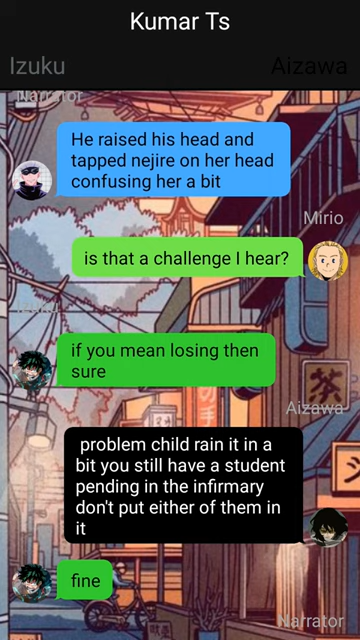 Kumar Ts
Izuku
Aizawa
Narrator
He raised his head and
tapped nejire on her head
confusing her a bit
Mirio
is that a challenge I hear?
Izuku
if you mean losing then
sure
Aizawa
problem child rain it in a
bit you still have a student
pending in the infirmary
don't put either of them in
it
fine
Narrator